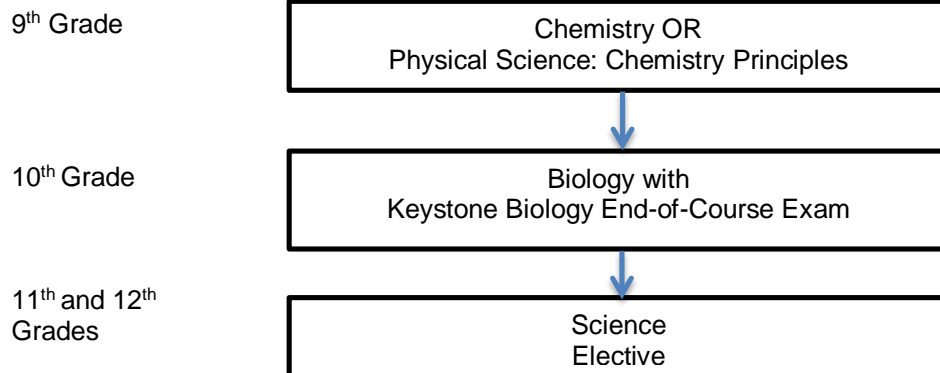 9th Grade
Chemistry OR
Physical Science: Chemistry Principles
10th Grade
Biology with
Keystone Biology End-of-Course Exam
11th and 12th
Grades
Science
Elective